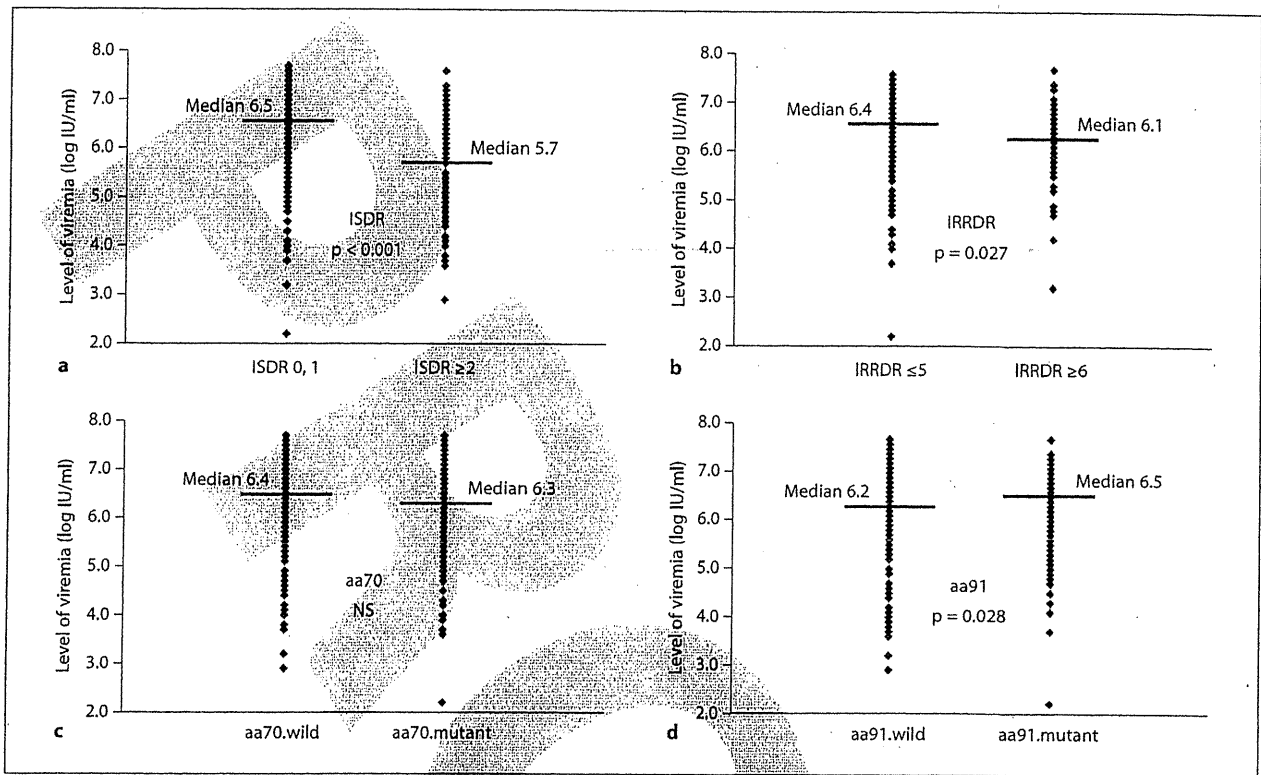 8.0
7.0
6.0
5.0
4.0
3.0
2.0
Level of viremia (log IU/ml)
Median 6.5
Median 5.7
ISDR
p < 0.001
a
ISDR 0, 1
ISDR ≥2
8.0
7.0
6.0
5.0
4.0
3.0
2.0
Level of viremia (log IU/ml)
Median 6.4
Median 6.1
IRRDR
p = 0.027
b
IRRDR ≤5
IRRDR ≥6
8.0
7.0
6.0
5.0
4.0
3.0
2.0
Level of viremia (log IU/ml)
Median 6.4
Median 6.3
aa70
NS
c
aa70.wild
aa70.mutant
8.0
7.0
6.0
5.0
4.0
3.0
2.0
Level of viremia (log IU/ml)
Median 6.2
Median 6.5
aa91
p = 0.028
d
aa91.wild
aa91.mutant